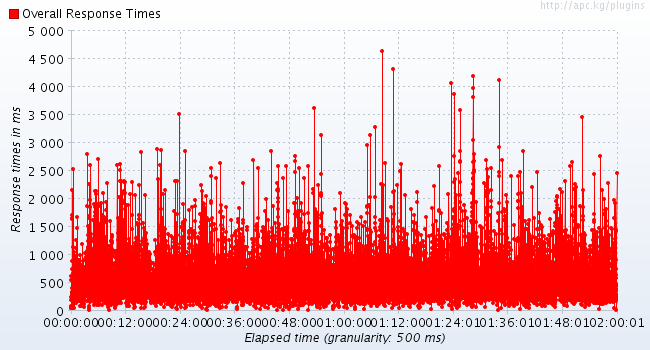 http://apc.kg/plugins
Overall Response Times
5 000
4 500
4 000
3 500
3 000
2 500
2 000
1 500
1 000
500
0
Response times in ms
00:00:00 00:12:00 00:24:00 00:36:00 00:48:00 01:00:00 01:12:00 01:24:01 01:36:01 01:48:01 02:00:01
Elapsed time (granularity: 500 ms)